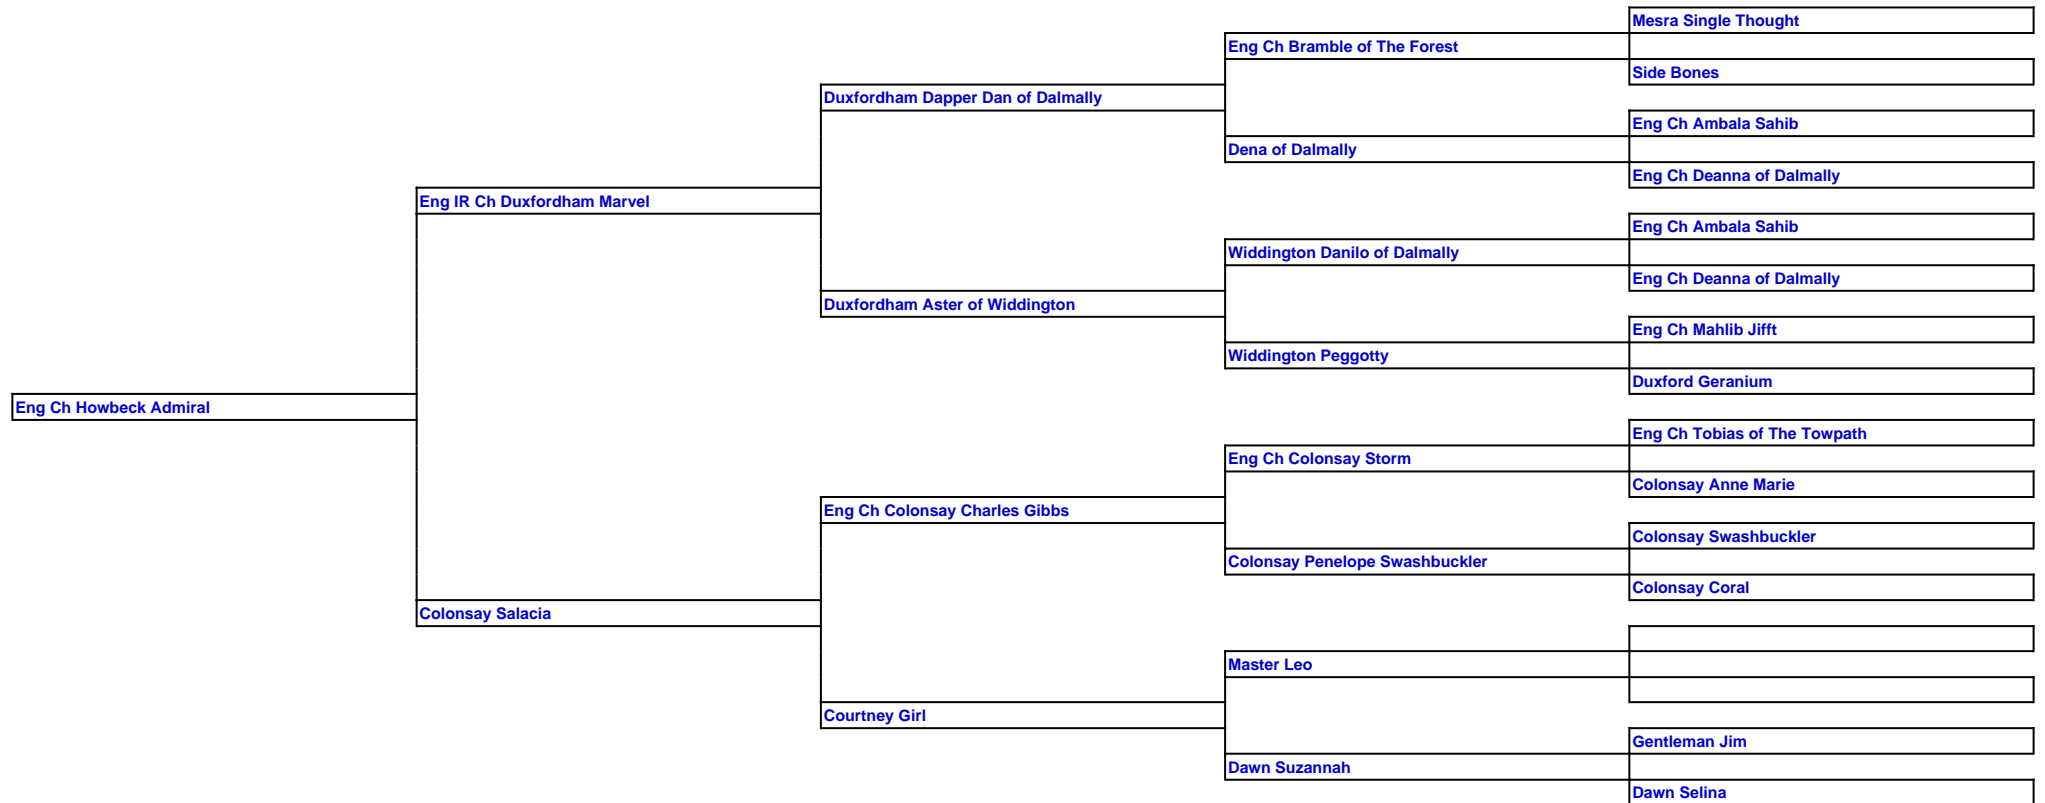 Mesra Single Thought
Eng Ch Bramble of The Forest
Side Bones
Duxfordham Dapper Dan of Dalmally
Eng Ch Ambala Sahib
Dena of Dalmally
Eng Ch Deanna of Dalmally
Eng IR Ch Duxfordham Marvel
Eng Ch Ambala Sahib
Widdington Danilo of Dalmally
Eng Ch Deanna of Dalmally
Duxfordham Aster of Widdington
Eng Ch Mahlib Jifft
Widdington Peggotty
Duxford Geranium
Eng Ch Howbeck Admiral
Eng Ch Tobias of The Towpath
Eng Ch Colonsay Storm
Colonsay Anne Marie
Eng Ch Colonsay Charles Gibbs
Colonsay Swashbuckler
Colonsay Penelope Swashbuckler
Colonsay Coral
Colonsay Salacia
Master Leo
Courtney Girl
Gentleman Jim
Dawn Suzannah
Dawn Selina